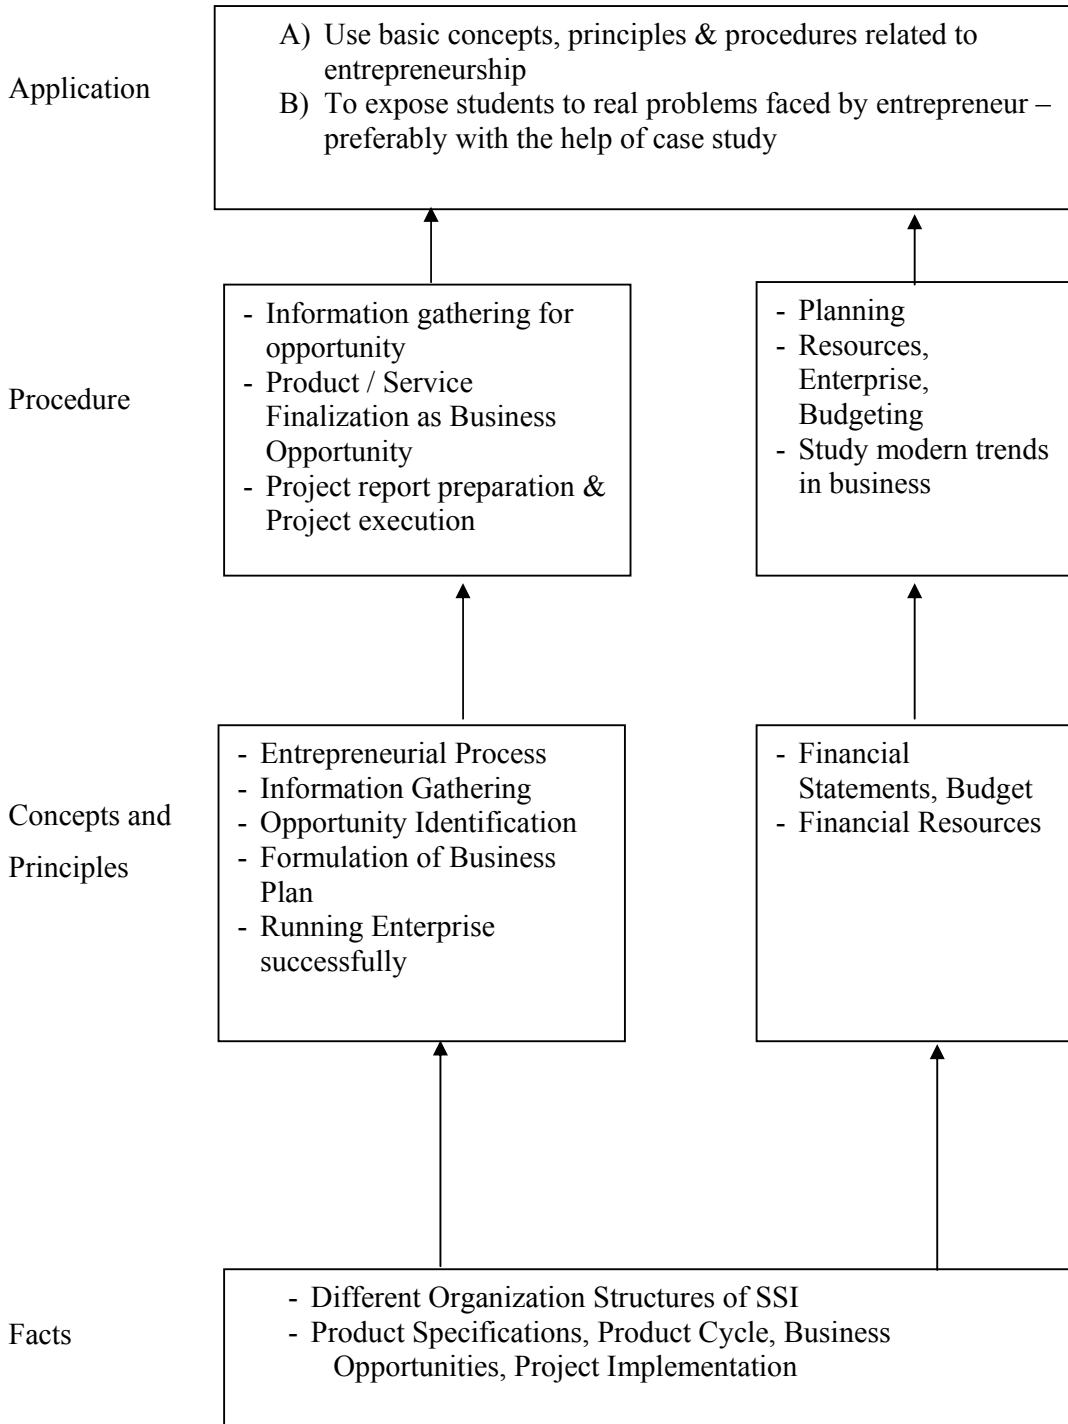 Application
A) Use basic concepts, principles & procedures related to
entrepreneurship
B) To expose students to real problems faced by entrepreneur –
preferably with the help of case study
Procedure
- Information gathering for
opportunity
- Product / Service
Finalization as Business
Opportunity
- Project report preparation &
Project execution
- Planning
- Resources,
Enterprise,
Budgeting
- Study modern trends
in business
Concepts and
Principles
- Entrepreneurial Process
- Information Gathering
- Opportunity Identification
- Formulation of Business
Plan
- Running Enterprise
successfully
- Financial
Statements, Budget
- Financial Resources
Facts
- Different Organization Structures of SSI
- Product Specifications, Product Cycle, Business
Opportunities, Project Implementation